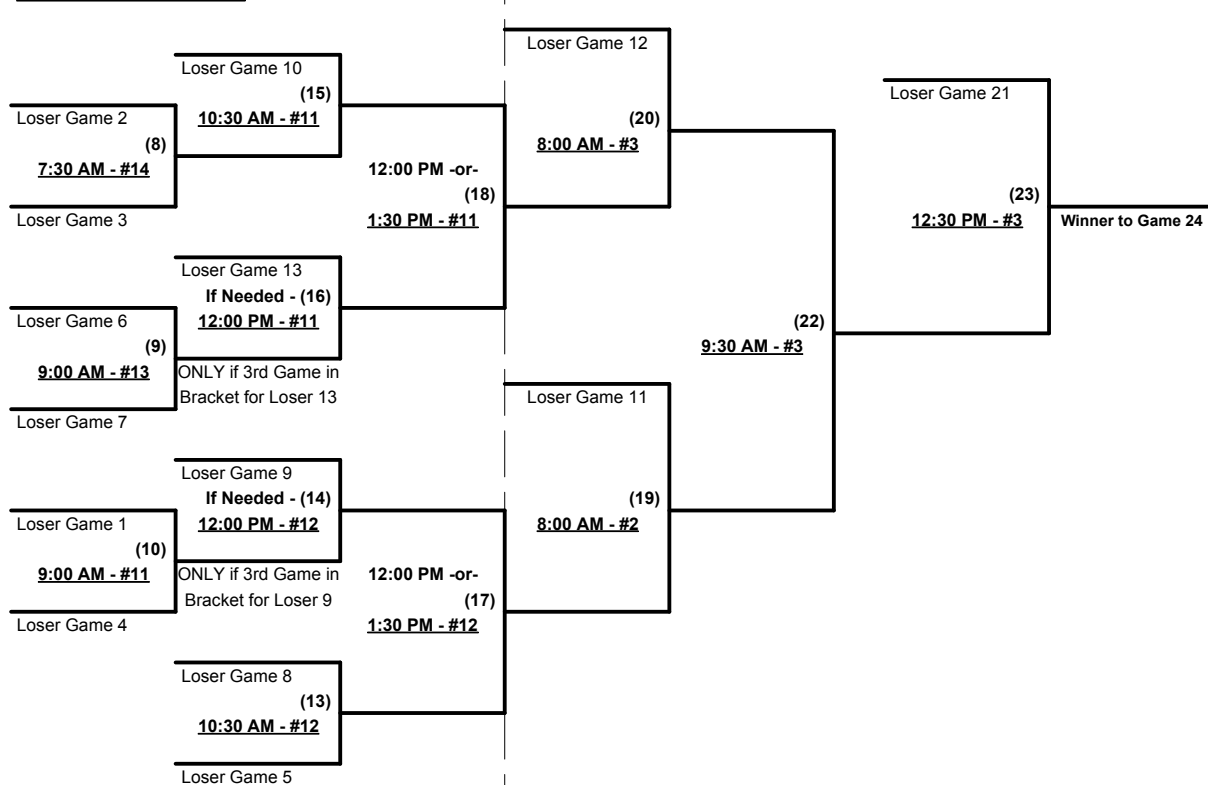 Loser Game 12
Loser Game 10
(15)
10:30 AM - #11
Loser Game 21
Loser Game 2
(8)
7:30 AM - #14
(20)
8:00 AM - #3
12:00 PM -or-
(18)
1:30 PM - #11
(23)
12:30 PM - #3
Loser Game 3
Winner to Game 24
Loser Game 13
If Needed - (16)
12:00 PM - #11
Loser Game 6
(9)
9:00 AM - #13
(22)
9:30 AM - #3
ONLY if 3rd Game in
Bracket for Loser 13
Loser Game 11
Loser Game 7
Loser Game 9
If Needed - (14)
12:00 PM - #12
(19)
8:00 AM - #2
Loser Game 1
(10)
9:00 AM - #11
ONLY if 3rd Game in
Bracket for Loser 9
12:00 PM -or-
(17)
1:30 PM - #12
Loser Game 4
Loser Game 8
(13)
10:30 AM - #12
Loser Game 5